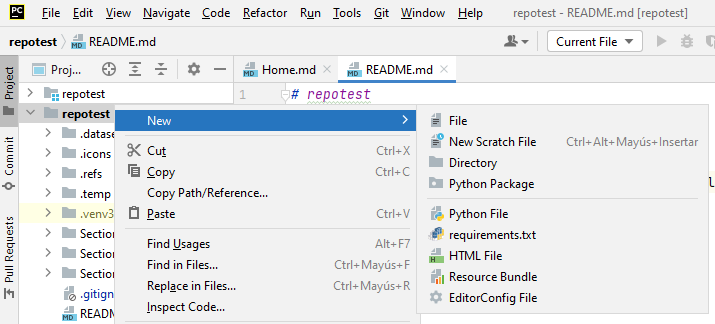 PC File Edit View Navigate Code Refactor Run Tools Git Window Help repotest - README.md [repotest]
repotest README.md Current File
Project Proj... Home.md README.md
repotest
1 # repotest
repotest
New
File
.datase
New Scratch File Ctrl+Alt+Mayús+Insertar
.icons
Cut Ctrl+X
Directory
.refs
Copy Ctrl+C
Python Package
.temp
Copy Path/Reference...
.venv3
Paste Ctrl+V
Python File
Section
requirements.txt
Section
Find Usages Alt+F7
HTML File
Section
Find in Files... Ctrl+Mayús+F
Resource Bundle
.gitign
Replace in Files... Ctrl+Mayús+R
EditorConfig File
READM
Inspect Code...
Commit
Pull Requests